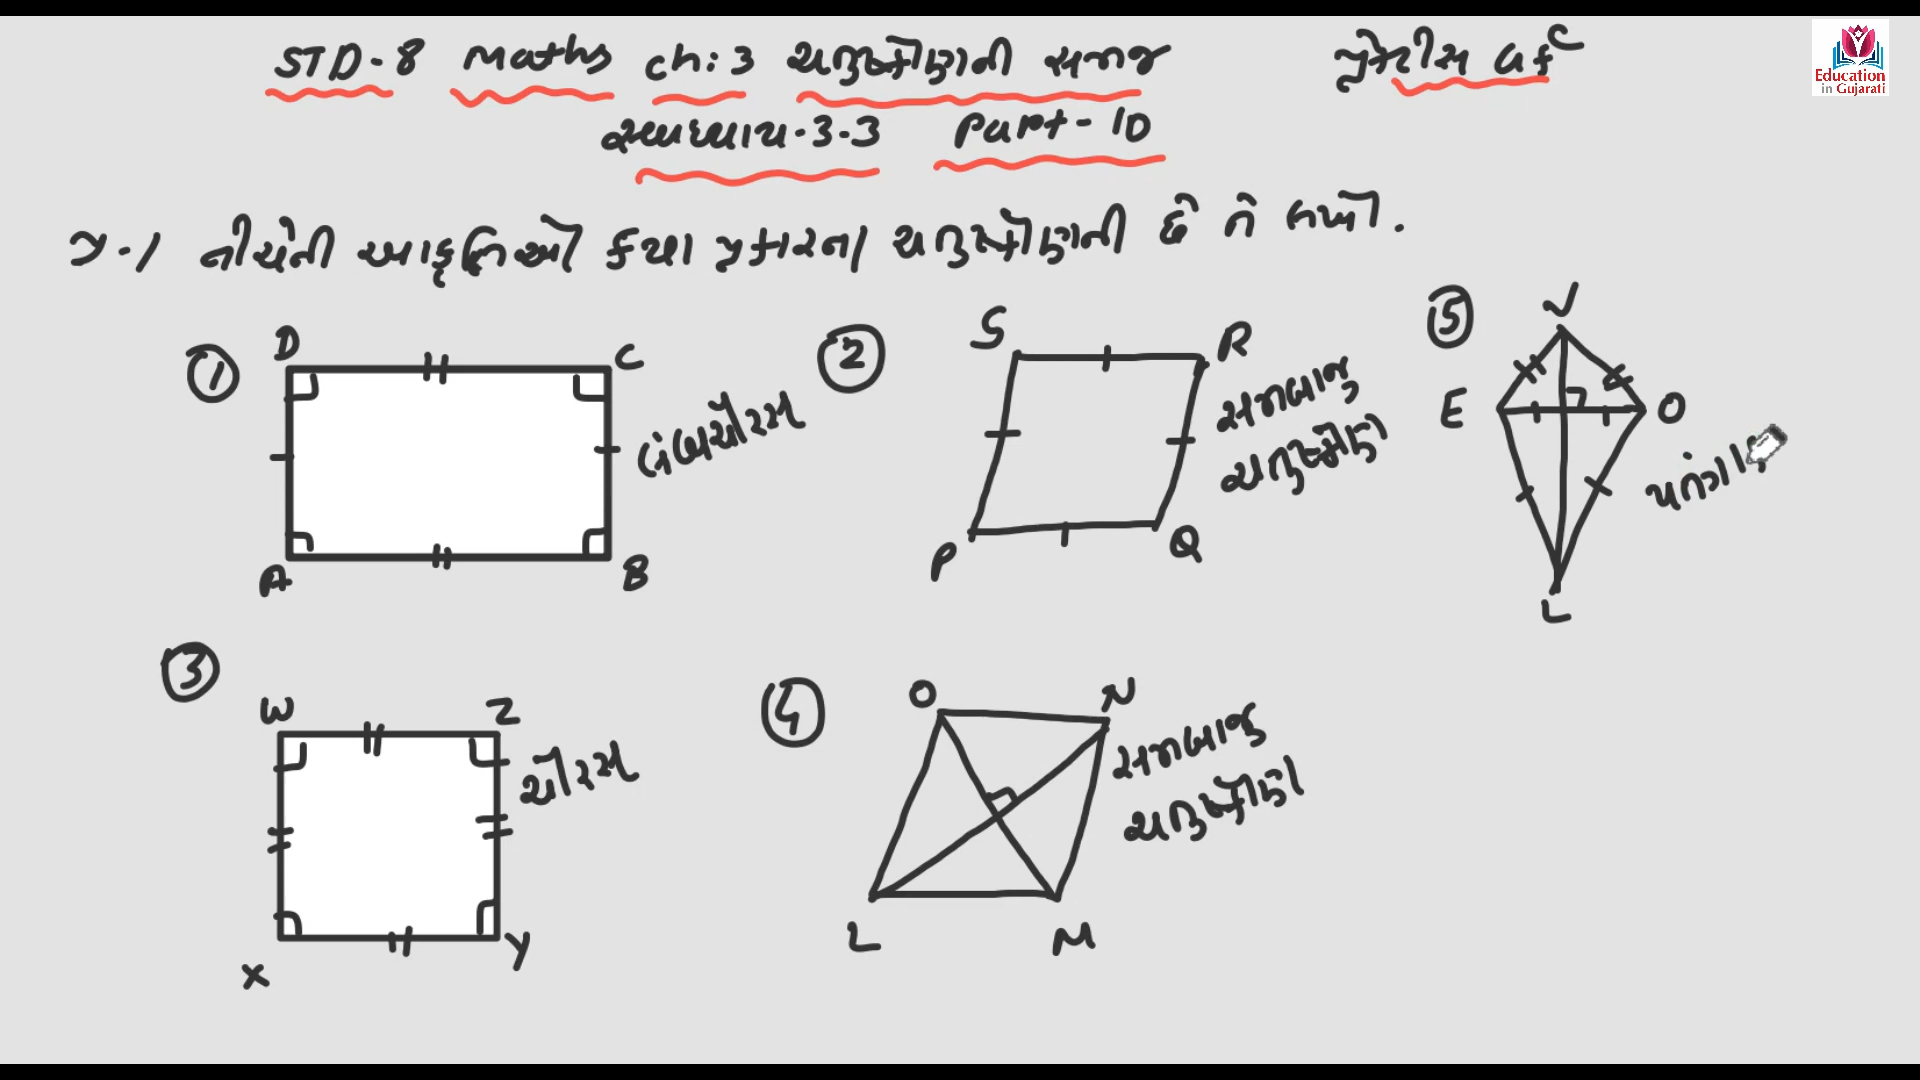 STD-8 Maths ch:3 ચતુષ્કોણની સમજ પ્રેક્ટીસ વર્ક
સ્વાધ્યાય-3.3 Part-10
પ્ર-1 નીચેની આકૃતિઓ કયા પ્રકારના ચતુષ્કોણની છે તે લખો.
1
D
C
A
B
લંબચોરસ
2
S
R
P
Q
સમબાજુ
ચતુષ્કોણ
5
V
E
O
L
પતંગા
3
W
Z
X
Y
ચોરસ
4
O
N
L
M
સમબાજુ
ચતુષ્કોણ
Education
in Gujarati